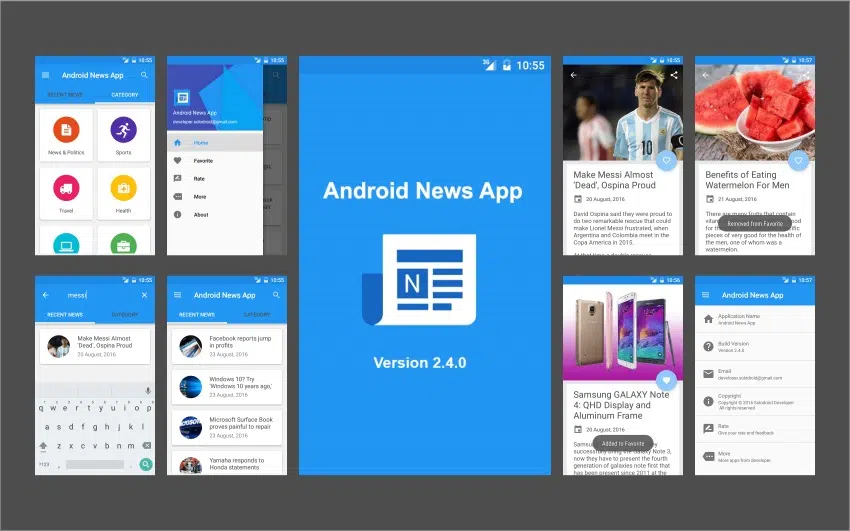 10:55
Android News App
RECENT NEWS
CATEGORY
News & Politics
Sports
Travel
Health
10:55
Android News App
developer.solodroid@gmail.com
Home
Favorite
Rate
More
About
3G
10:55
Android News App
N
Version 2.4.0
10:55
Make Messi Almost
'Dead', Ospina Proud
20 August, 2016
David Ospina said they were proud to
do two remarkable rescue that could
make Lionel Messi frustrated, when
Argentina and Colombia meet in the
Copa America in 2015.
10:57
Benefits of Eating
Watermelon For Men
21 August, 2016
There are many fruits that contain
Removed from Favorite
pieces of very good for the health of
the men, one of whom was a
watermelon.
10:55
messi
RECENT NEWS
CATEGORY
Make Messi Almost
'Dead', Ospina Proud
20 August, 2016
q w e r t y u i o p
a s d f g h j k l
z x c v b n m
?123 , .
10:55
Android News App
RECENT NEWS
CATEGORY
Facebook reports jump
in profits
23 August, 2016
Windows 10? Try
'Windows 10 years ago,'
23 August, 2016
Microsoft Surface Book
proves painful to repair
23 August, 2016
Yamaha responds to
Honda statements
10:56
Samsung GALAXY Note
4: QHD Display and
Aluminum Frame
20 August, 2016
Added to Favorite
now they have to present the fourth
generation of galaxies note first that
has been present since 2011 at the
10:57
Android News App
Application Name
Android News App
Build Version
Version 2.4.0
Email
developer.solodroid@gmail.com
Copyright
Copyright © 2016 Solodroid Developer
All rights reserved.
Rate
Give your rate and feedback
More
More apps from developer